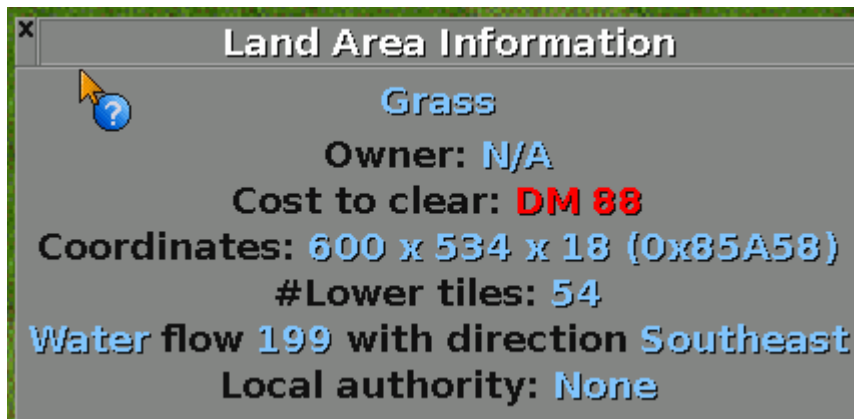 Land Area Information
Grass
Owner: N/A
Cost to clear: DM 88
Coordinates: 600 x 534 x 18 (0x85A58)
#Lower tiles: 54
Water flow 199 with direction Southeast
Local authority: None